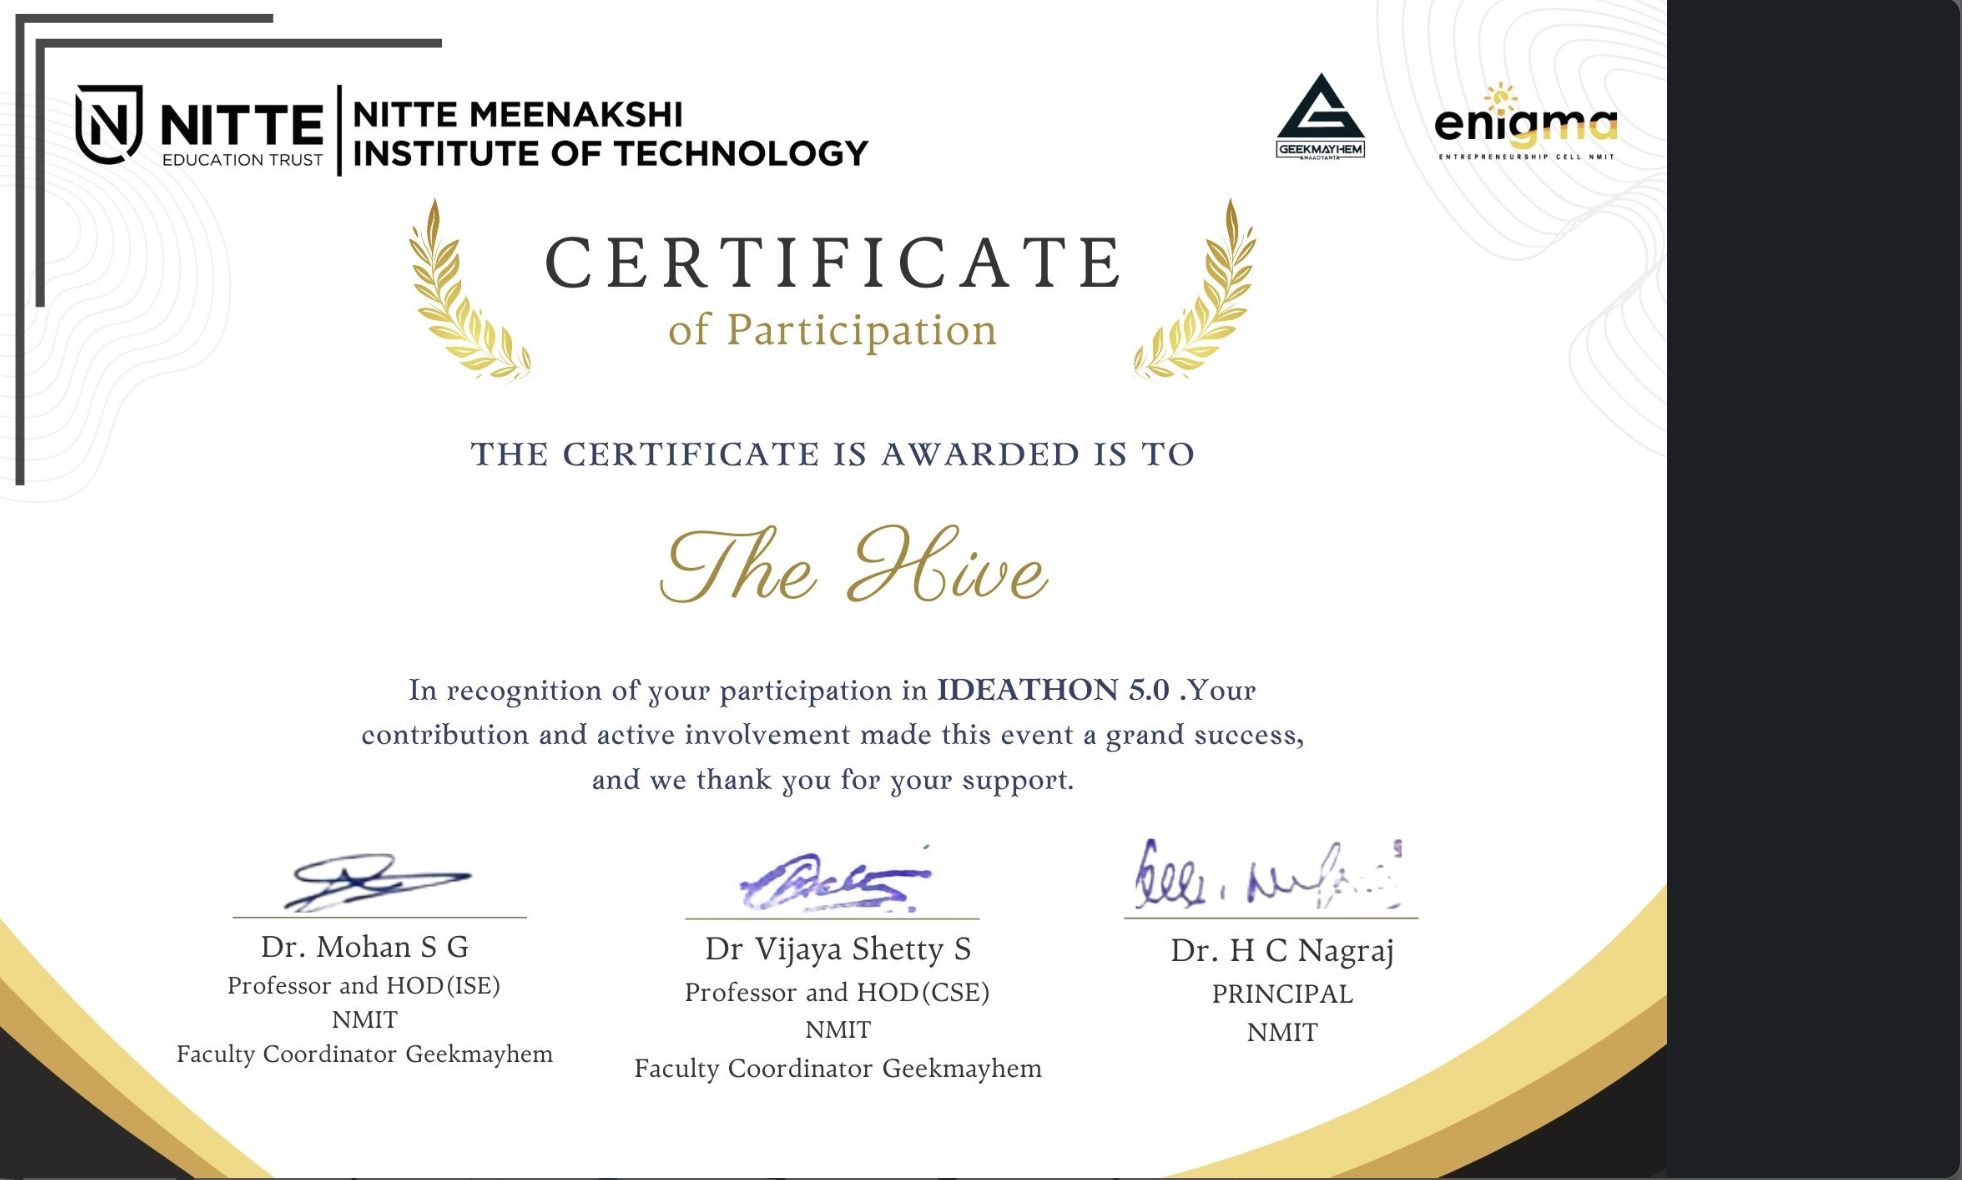 NITTE
EDUCATION TRUST
NITTE MEENAKSHI
INSTITUTE OF TECHNOLOGY
GEEKMAYHEM
ANAADYANTA
enigma
ENTREPRENEURSHIP CELL NMIT
CERTIFICATE
of Participation
THE CERTIFICATE IS AWARDED IS TO
The Hive
In recognition of your participation in IDEATHON 5.0 .Your
contribution and active involvement made this event a grand success,
and we thank you for your support.
Dr. Mohan S G
Professor and HOD(ISE)
NMIT
Faculty Coordinator Geekmayhem
Dr Vijaya Shetty S
Professor and HOD(CSE)
NMIT
Faculty Coordinator Geekmayhem
Dr. H C Nagraj
PRINCIPAL
NMIT